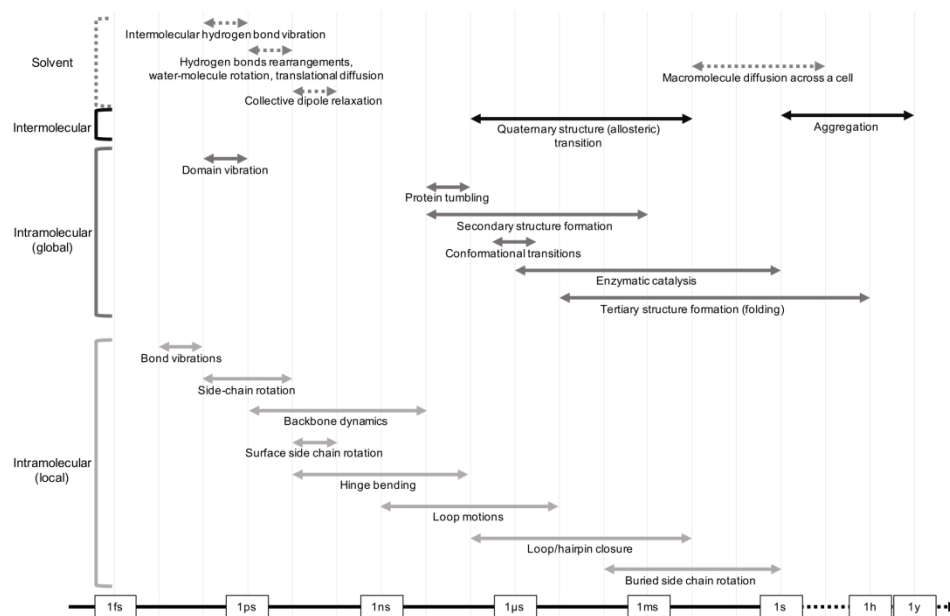 Solvent
Intermolecular hydrogen bond vibration
Hydrogen bonds rearrangements,
water-molecule rotation, translational diffusion
Macromolecule diffusion across a cell
Collective dipole relaxation
Intermolecular
Quaternary structure (allosteric)
transition
Aggregation
Intramolecular
(global)
Domain vibration
Protein tumbling
Secondary structure formation
Conformational transitions
Enzymatic catalysis
Tertiary structure formation (folding)
Intramolecular
(local)
Bond vibrations
Side-chain rotation
Backbone dynamics
Surface side chain rotation
Hinge bending
Loop motions
Loop/hairpin closure
Buried side chain rotation
1fs 1ps 1ns 1μs 1ms 1s 1h 1y